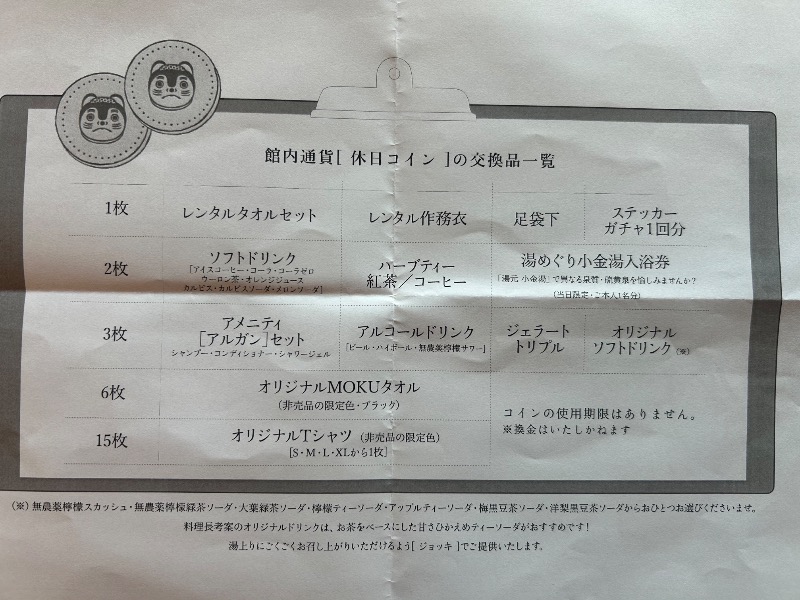 館内通貨[ 休日コイン ]の交換品一覧
1枚
レンタルタオルセット
レンタル作務衣
足袋下
ステッカー
ガチャ1回分
2枚
ソフトドリンク
[アイスコーヒー・コーラ・コーラゼロ
ウーロン茶・オレンジジュース
カルピス・カルピスソーダ・メロンソーダ]
ハーブティー
紅茶／コーヒー
湯めぐり小金湯入浴券
「湯元 小金湯」で異なる泉質・硫黄泉を愉しみませんか？
(当日限定・ご本人1名分)
3枚
アメニティ
[アルガン]セット
シャンプー・コンディショナー・シャワージェル
アルコールドリンク
[ビール・ハイボール・無農薬檸檬サワー]
ジェラート
トリプル
オリジナル
ソフトドリンク(※)
6枚
オリジナルMOKUタオル
(非売品の限定色・ブラック)
15枚
オリジナルTシャツ (非売品の限定色)
[S・M・L・XLから1枚]
コインの使用期限はありません。
※換金はいたしかねます
(※) 無農薬檸檬スカッシュ・無農薬檸檬緑茶ソーダ・大葉緑茶ソーダ・檸檬ティーソーダ・アップルティーソーダ・梅黒豆茶ソーダ・洋梨黒豆茶ソーダからおひとつお選びくださいませ。
料理長考案のオリジナルドリンクは、お茶をベースにした甘さひかえめティーソーダがおすすめです！
湯上りにごくごくお召し上がりいただけるよう[ ジョッキ ]でご提供いたします。